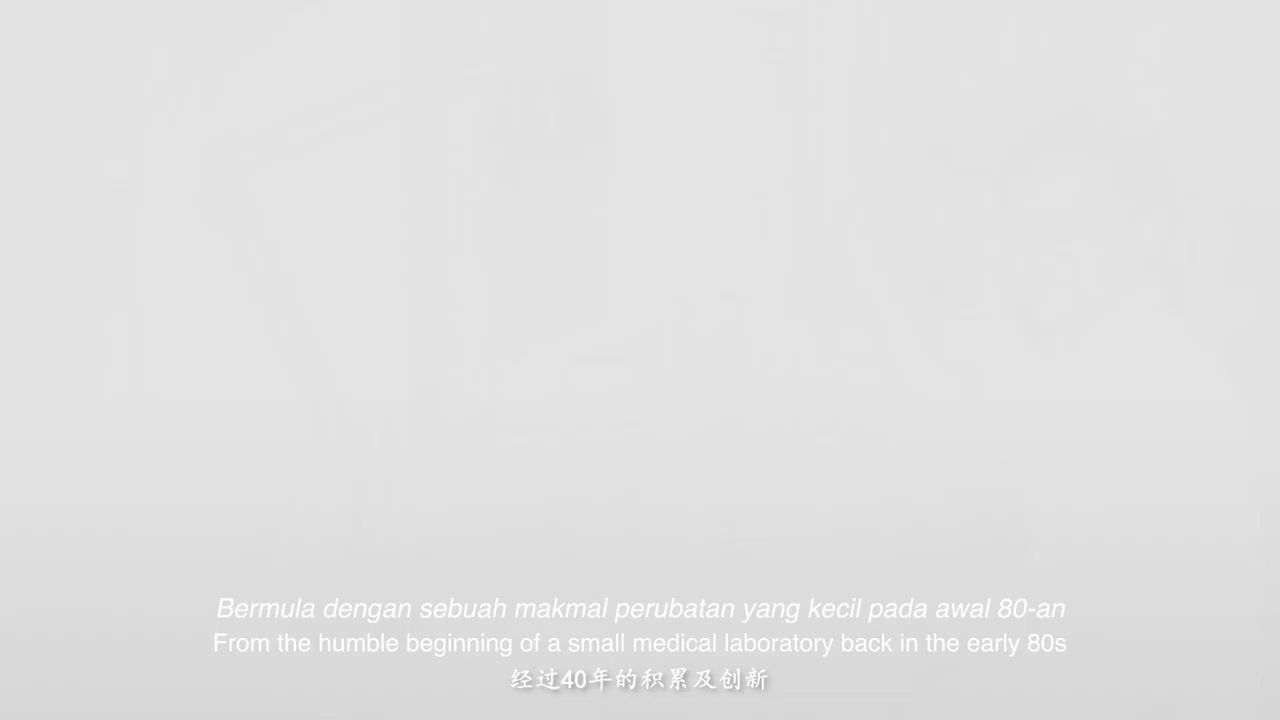 Bermula dengan sebuah makmal perubatan yang kecil pada awal 80-an
From the humble beginning of a small medical laboratory back in the early 80s
经过40年的积累及创新